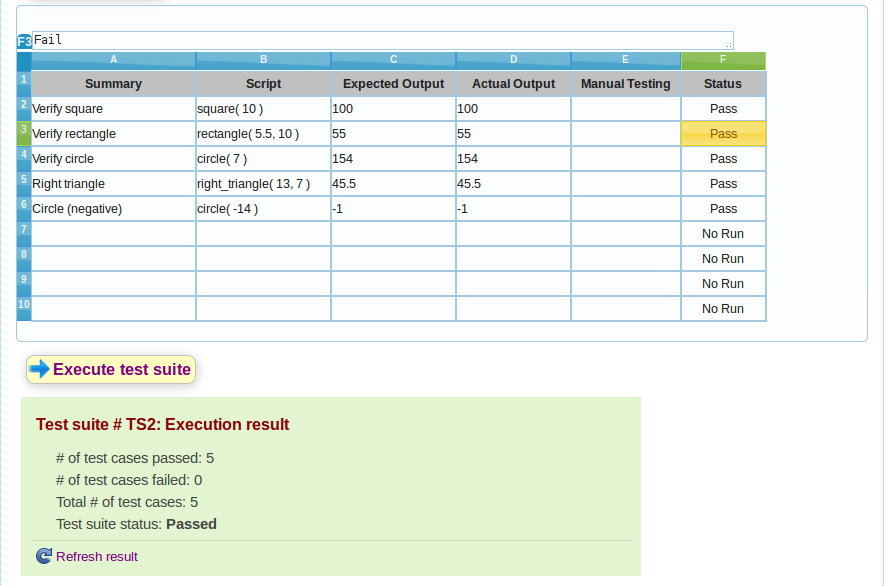 F3 Fail
A B C D E F
1 Summary Script Expected Output Actual Output Manual Testing Status
2 Verify square square( 10 ) 100 100 Pass
3 Verify rectangle rectangle( 5.5, 10 ) 55 55 Pass
4 Verify circle circle( 7 ) 154 154 Pass
5 Right triangle right_triangle( 13, 7 ) 45.5 45.5 Pass
6 Circle (negative) circle( -14 ) -1 -1 Pass
7 No Run
8 No Run
9 No Run
10 No Run
Execute test suite
Test suite # TS2: Execution result
# of test cases passed: 5
# of test cases failed: 0
Total # of test cases: 5
Test suite status: Passed
Refresh result